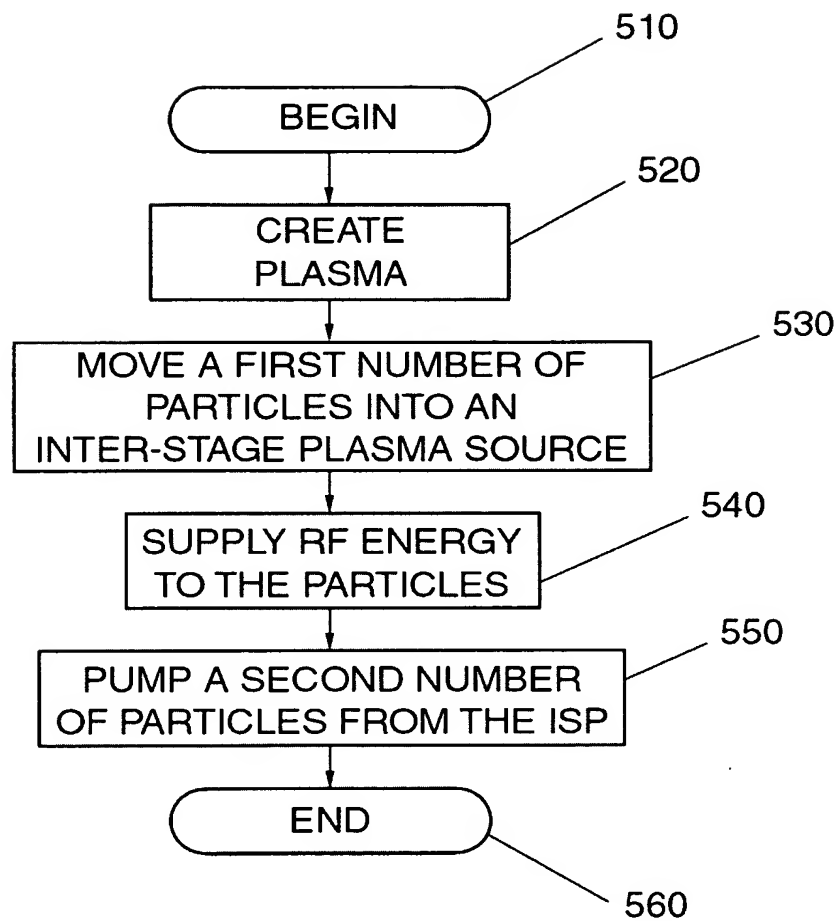 510
BEGIN
520
CREATE
PLASMA
530
MOVE A FIRST NUMBER OF
PARTICLES INTO AN
INTER-STAGE PLASMA SOURCE
540
SUPPLY RF ENERGY
TO THE PARTICLES
550
PUMP A SECOND NUMBER
OF PARTICLES FROM THE ISP
END
560